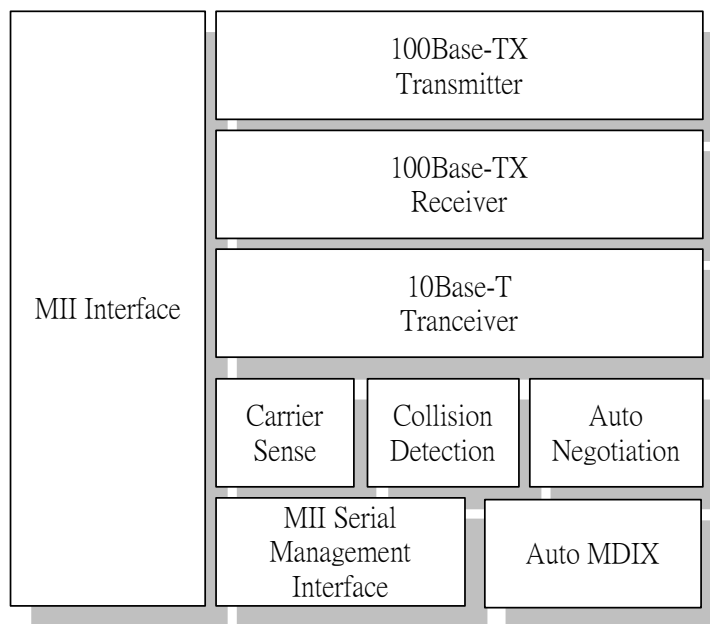 MII Interface
100Base-TX
Transmitter
100Base-TX
Receiver
10Base-T
Tranceiver
Carrier
Sense
Collision
Detection
Auto
Negotiation
MII Serial
Management
Interface
Auto MDIX